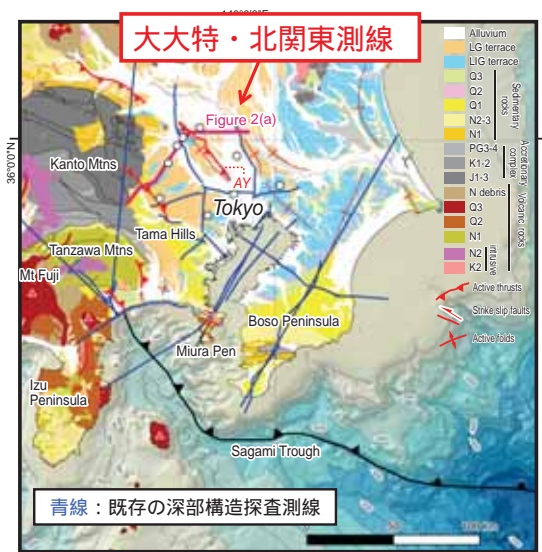 大大特・北関東測線
Figure 2(a)
Kanto Mtns
AY
Tokyo
Tama Hills
Tanzawa Mtns
Mt Fuji
Boso Peninsula
Miura Pen
Izu
Peninsula
Sagami Trough
36°0'0"N
青線：既存の深部構造探査測線
Alluvium
LG terrace
LIG terrace
Q3
Q2
Q1
N2-3
N1
Sedimentary
rocks
PG3-4
K1-2
J1-3
Accretionary
complex
N debris
Q3
Q2
N1
Volcanic rocks
N2
K2
intrusive
Active thrusts
Strike slip faults
Active folds